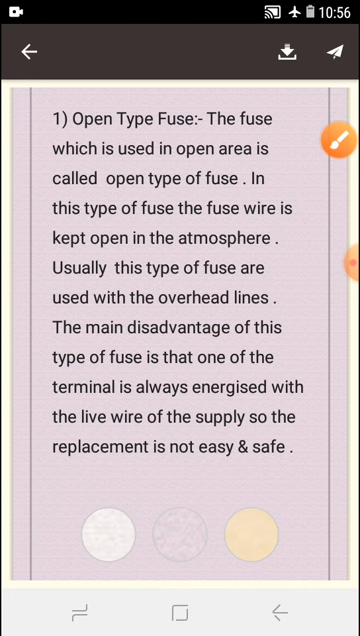 10:56
1) Open Type Fuse:- The fuse
which is used in open area is
called open type of fuse . In
this type of fuse the fuse wire is
kept open in the atmosphere .
Usually this type of fuse are
used with the overhead lines .
The main disadvantage of this
type of fuse is that one of the
terminal is always energised with
the live wire of the supply so the
replacement is not easy & safe .